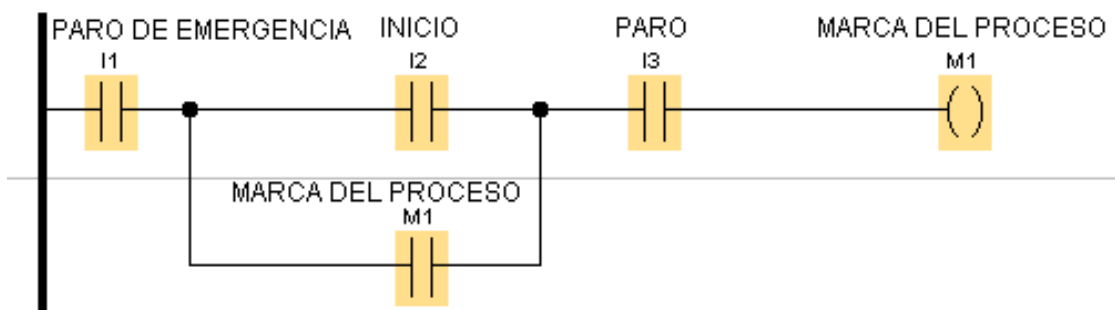 PARO DE EMERGENCIA INICIO PARO MARCA DEL PROCESO
I1 I2 I3 M1
MARCA DEL PROCESO
M1